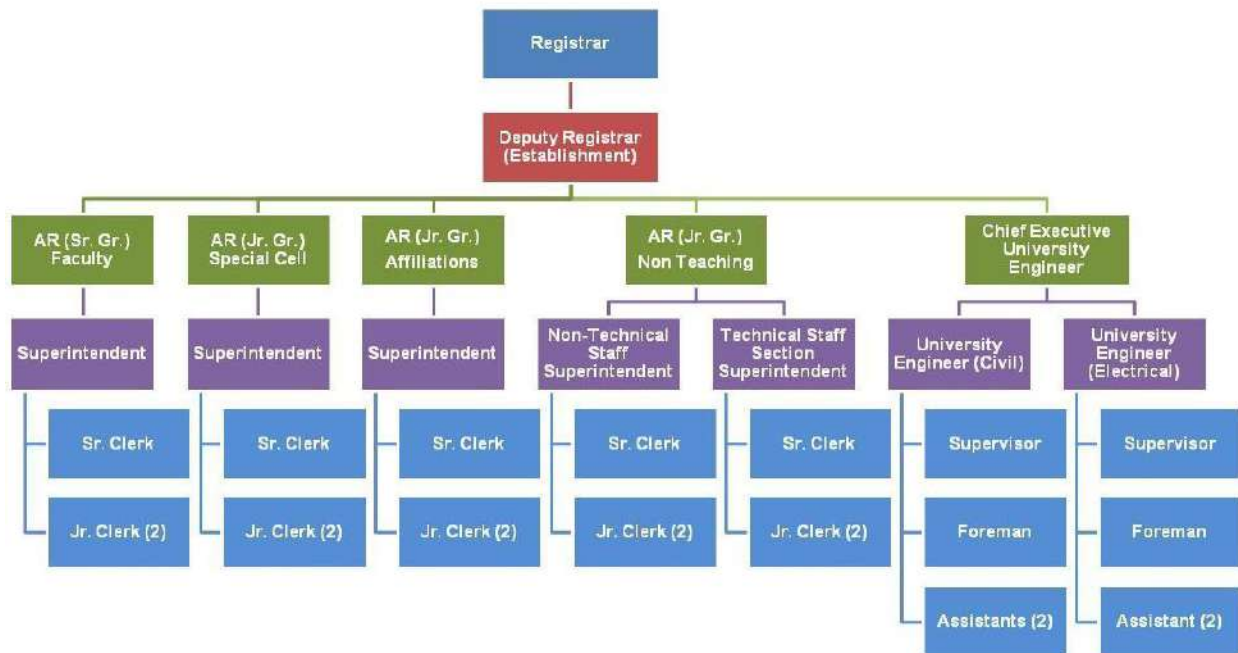 Registrar
Deputy Registrar
(Establishment)
AR (Sr. Gr.)
Faculty
AR (Jr. Gr.)
Special Cell
AR (Jr. Gr.)
Affiliations
AR (Jr. Gr.)
Non Teaching
Chief Executive
University
Engineer
Superintendent
Superintendent
Superintendent
Non-Technical
Staff
Superintendent
Technical Staff
Section
Superintendent
University
Engineer (Civil)
University
Engineer
(Electrical)
Sr. Clerk
Sr. Clerk
Sr. Clerk
Sr. Clerk
Sr. Clerk
Supervisor
Supervisor
Jr. Clerk (2)
Jr. Clerk (2)
Jr. Clerk (2)
Jr. Clerk (2)
Jr. Clerk (2)
Foreman
Foreman
Assistants (2)
Assistant (2)